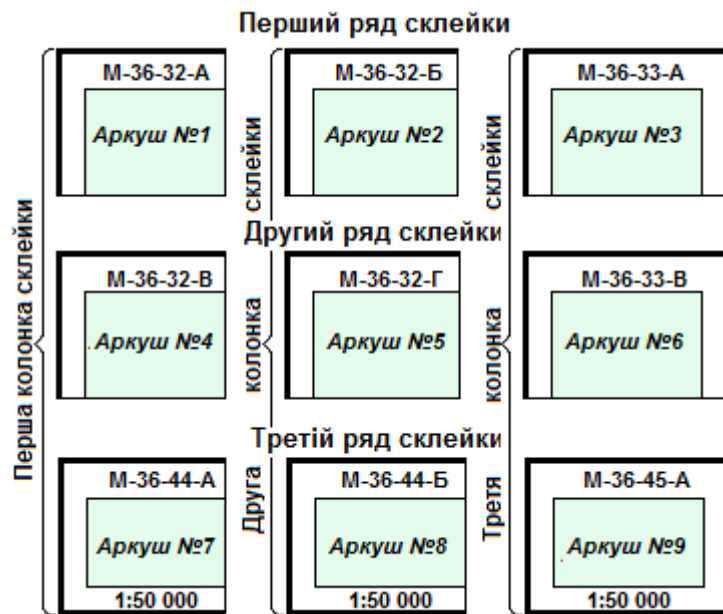 Перший ряд склейки
М-36-32-А
М-36-32-Б
М-36-33-А
Аркуш №1
Аркуш №2
Аркуш №3
Другий ряд склейки
М-36-32-В
М-36-32-Г
М-36-33-В
Аркуш №4
Аркуш №5
Аркуш №6
Третій ряд склейки
М-36-44-А
М-36-44-Б
М-36-45-А
Аркуш №7
Аркуш №8
Аркуш №9
1:50 000
1:50 000
1:50 000
Перша колонка склейки
Друга колонка склейки
Третя колонка склейки